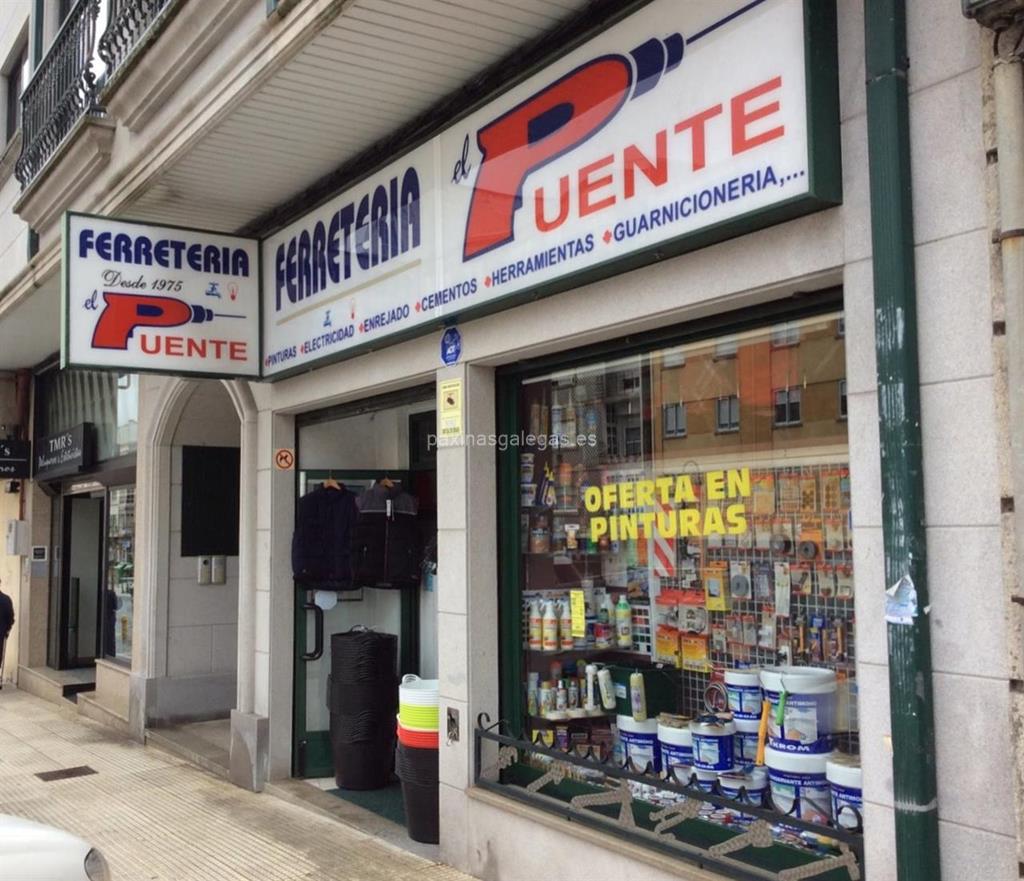 FERRETERIA
Desde 1975
el PUENTE
FERRETERIA
el PUENTE
PINTURAS ELECTRICIDAD ENREJADO CEMENTOS HERRAMIENTAS GUARNICIONERIA,...
TMR's
paxinasgalegas.es
OFERTA EN
PINTURAS